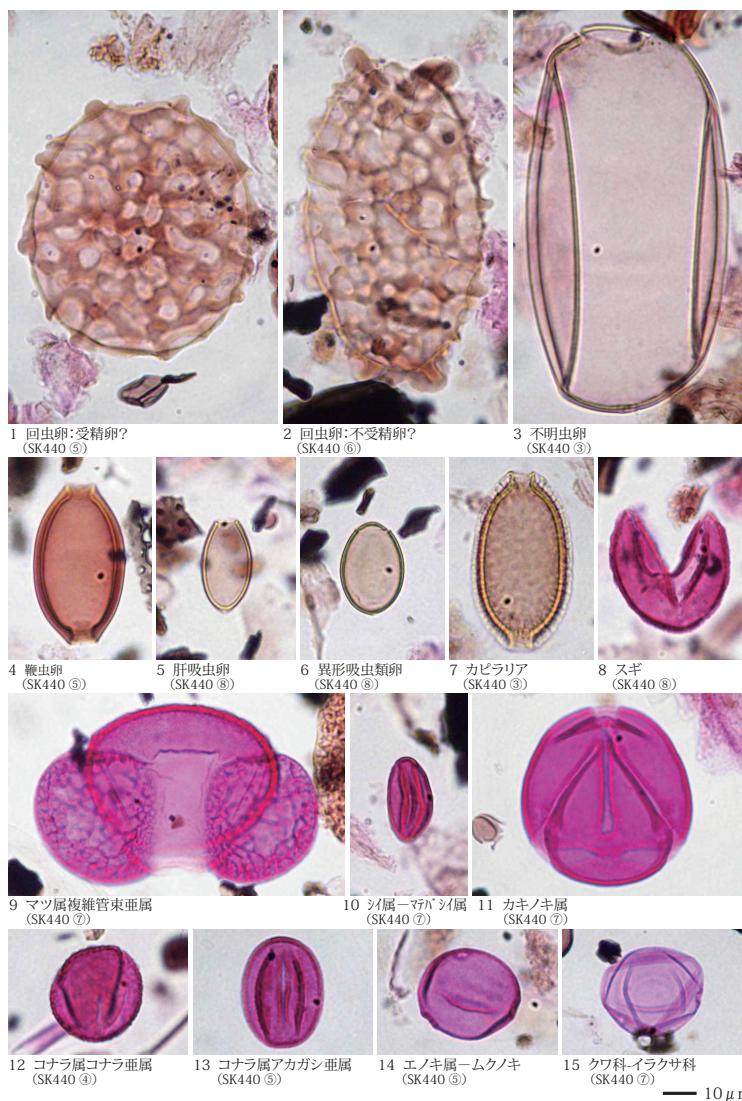 1 回虫卵：受精卵?
(SK440 ⑤)
2 回虫卵：不受精卵?
(SK440 ⑥)
3 不明虫卵
(SK440 ③)
4 鞭虫卵
(SK440 ⑤)
5 肝吸虫卵
(SK440 ⑧)
6 異形吸虫類卵
(SK440 ⑧)
7 カピラリア
(SK440 ③)
8 スギ
(SK440 ⑧)
9 マツ属複維管束亜属
(SK440 ⑦)
10 シイ属－マテバシイ属
(SK440 ⑦)
11 カキノキ属
(SK440 ⑦)
12 コナラ属コナラ亜属
(SK440 ④)
13 コナラ属アカガシ亜属
(SK440 ⑤)
14 エノキ属－ムクノキ
(SK440 ⑤)
15 クワ科-イラクサ科
(SK440 ⑦)
10μm